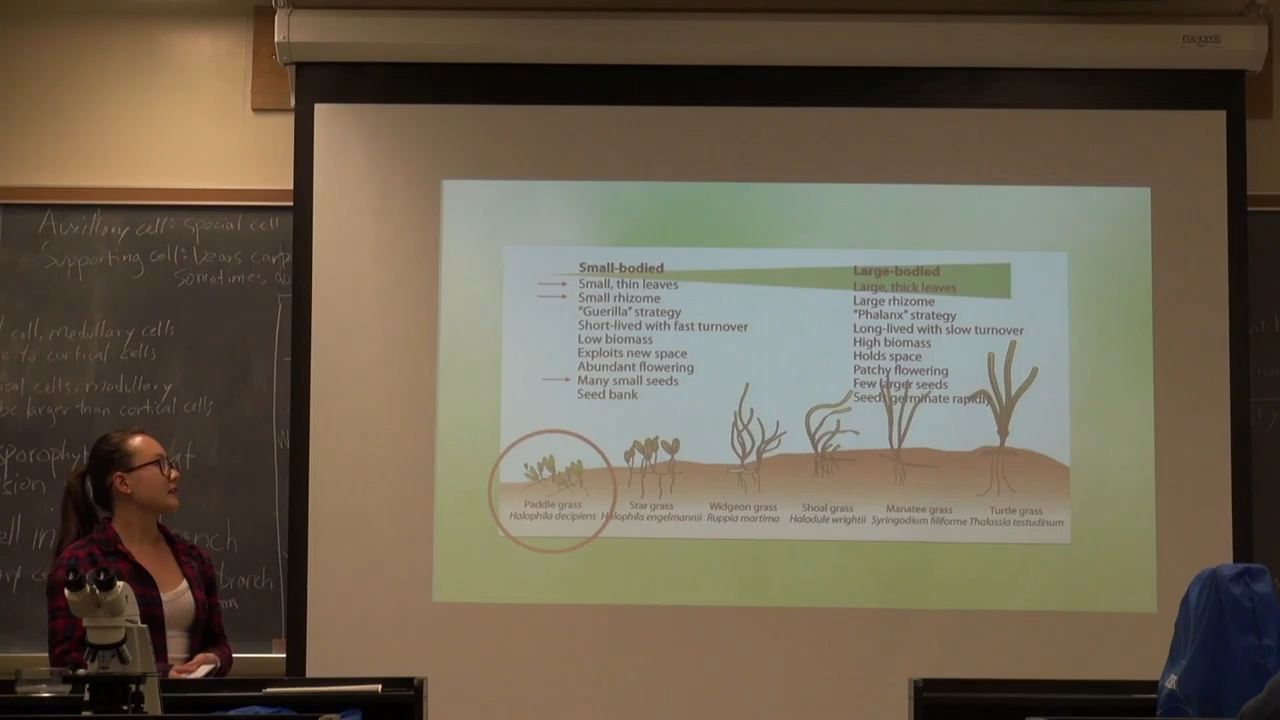 Auxillary cell: special cell
Supporting cell: bears carp
Sometimes
cell, medullary cells
to cortical cells
cal cells, medullary
be larger than cortical cells
sporophyt
sion
ell in branch
branch
on
Small-bodied
Small, thin leaves
Small rhizome
"Guerilla" strategy
Short-lived with fast turnover
Low biomass
Exploits new space
Abundant flowering
Many small seeds
Seed bank
Large-bodied
Large, thick leaves
Large rhizome
"Phalanx" strategy
Long-lived with slow turnover
High biomass
Holds space
Patchy flowering
Few larger seeds
Seeds germinate rapidly
Paddle grass
Halophila decipiens
Star grass
Halophila engelmannii
Widgeon grass
Ruppia martima
Shoal grass
Halodule wrightii
Manatee grass
Syringodium filiforme
Turtle grass
Thalassia testudinum